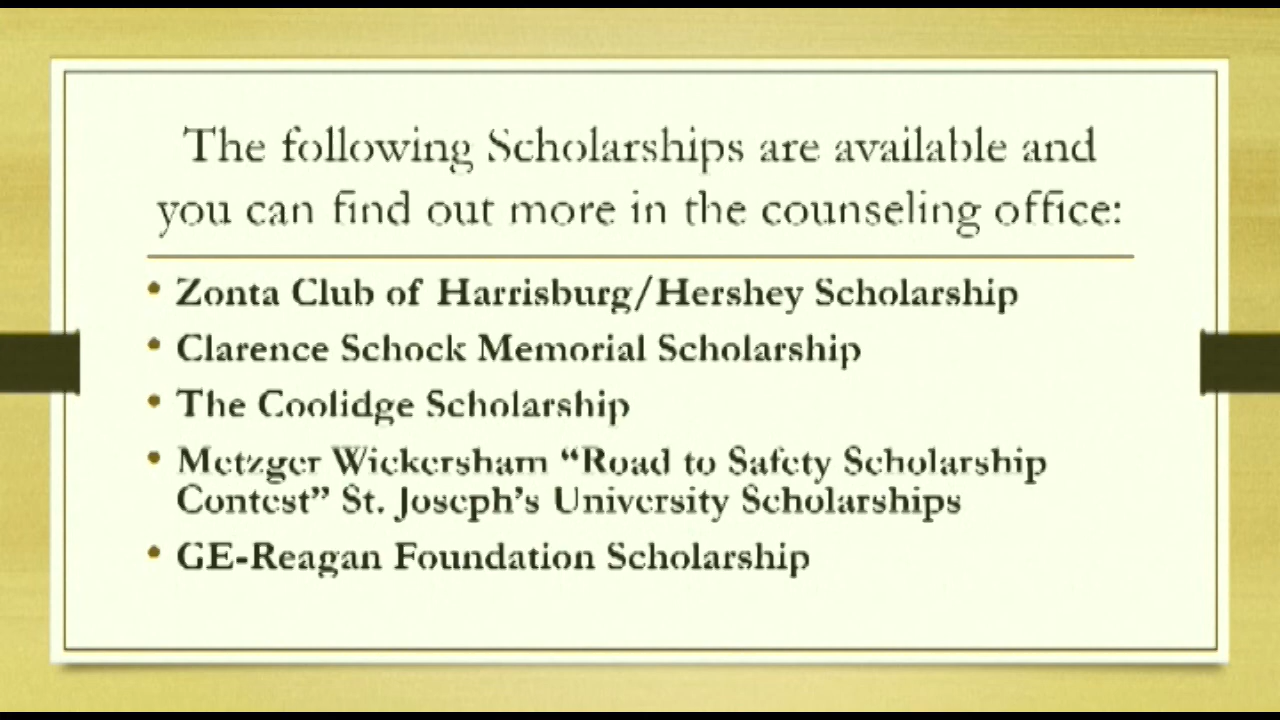 The following Scholarships are available and
you can find out more in the counseling office:
• Zonta Club of Harrisburg/Hershey Scholarship
• Clarence Schock Memorial Scholarship
• The Coolidge Scholarship
• Metzger Wickersham “Road to Safety Scholarship
Contest” St. Joseph’s University Scholarships
• GE-Reagan Foundation Scholarship